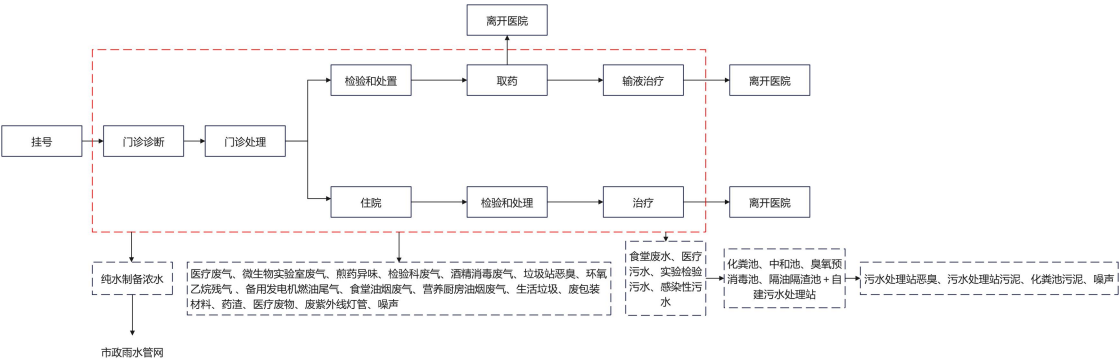 离开医院
检验和处置
取药
输液治疗
离开医院
挂号
门诊诊断
门诊处理
住院
检验和处理
治疗
离开医院
纯水制备浓水
市政雨水管网
医疗废气、微生物实验室废气、煎药异味、检验科废气、酒精消毒废气、垃圾站恶臭、环氧
乙烷残气 、备用发电机燃油尾气、食堂油烟废气、营养厨房油烟废气、生活垃圾、废包装
材料、药渣、医疗废物、废紫外线灯管、噪声
食堂废水、医疗
污水、实验检验
污水、感染性污
水
化粪池、中和池、臭氧预
消毒池、隔油隔渣池 + 自
建污水处理站
污水处理站恶臭、污水处理站污泥、化粪池污泥、噪声